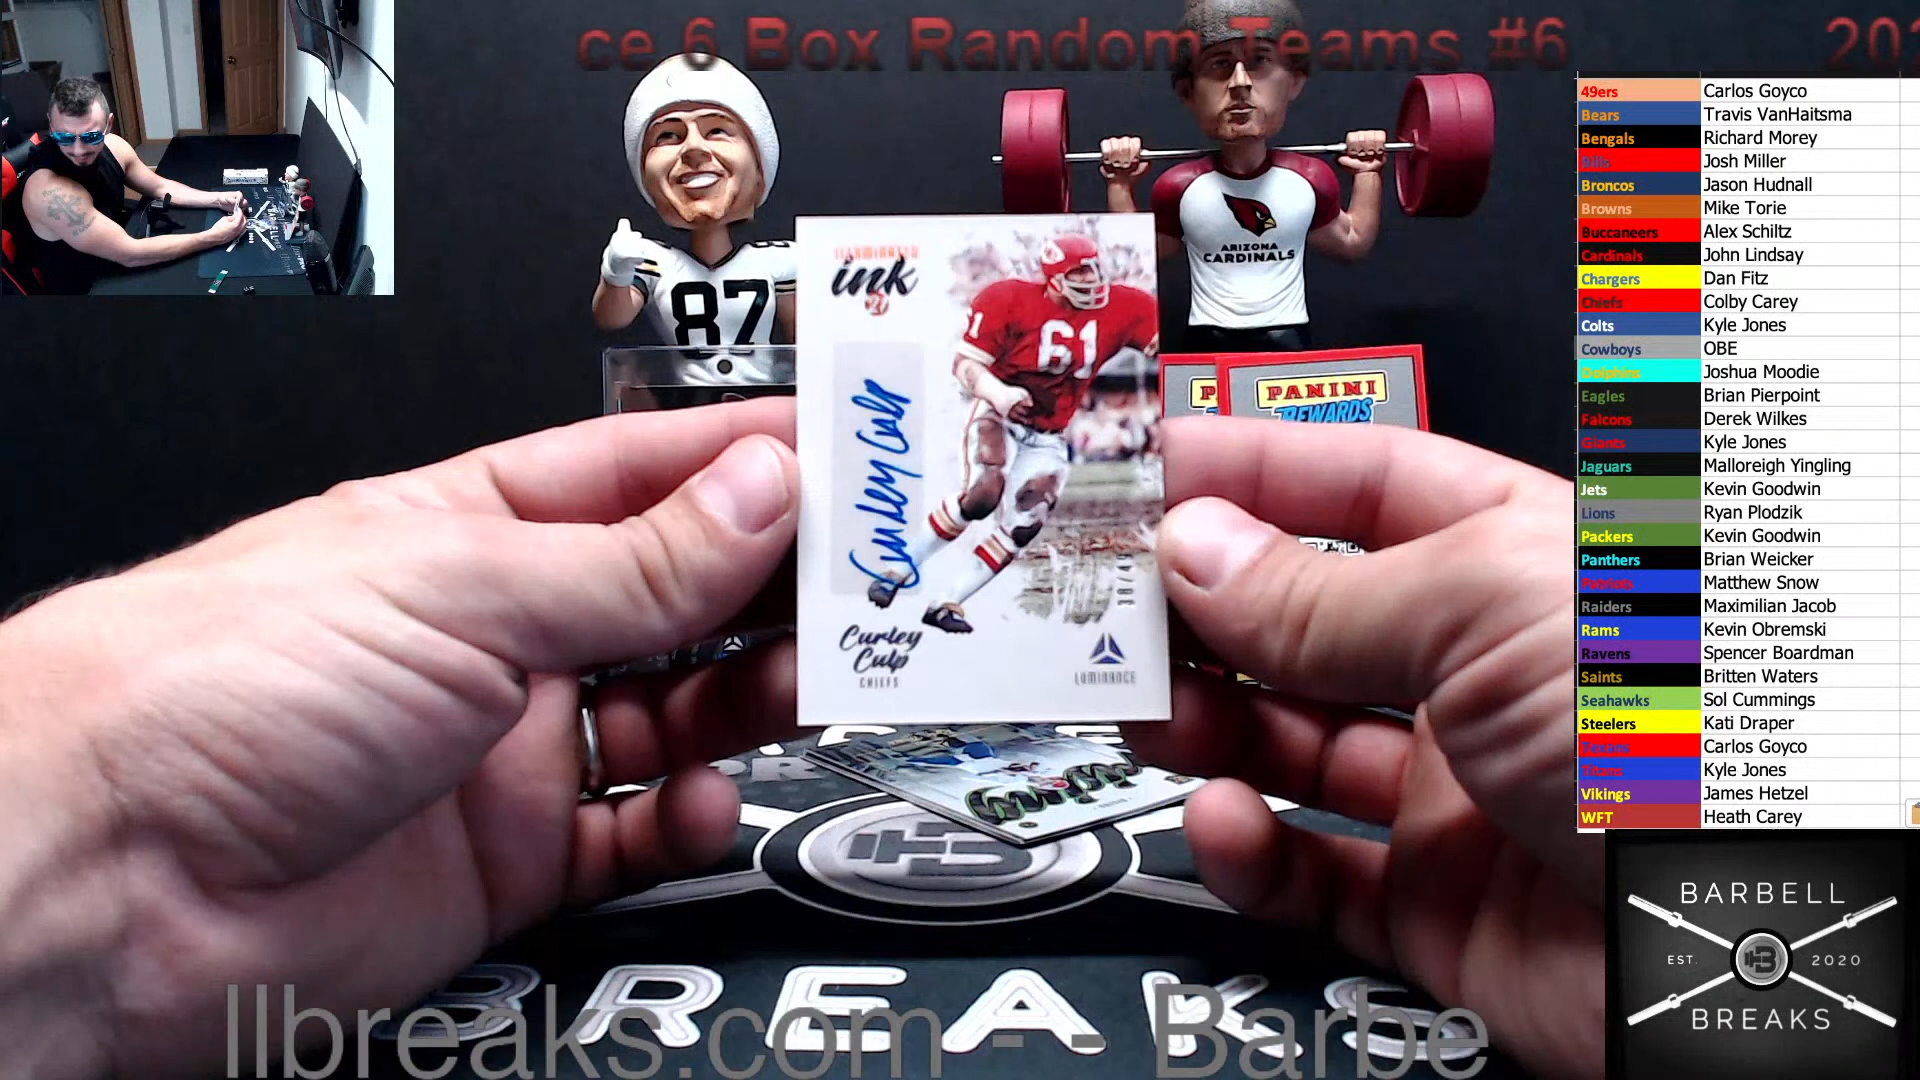 ce 6 Box Random Teams #6
202
49ers Carlos Goyco
Bears Travis VanHaitsma
Bengals Richard Morey
Bills Josh Miller
Broncos Jason Hudnall
Browns Mike Torie
Buccaneers Alex Schiltz
Cardinals John Lindsay
Chargers Dan Fitz
Chiefs Colby Carey
Colts Kyle Jones
Cowboys OBE
Dolphins Joshua Moodie
Eagles Brian Pierpoint
Falcons Derek Wilkes
Giants Kyle Jones
Jaguars Malloreigh Yingling
Jets Kevin Goodwin
Lions Ryan Plodzik
Packers Kevin Goodwin
Panthers Brian Weicker
Patriots Matthew Snow
Raiders Maximilian Jacob
Rams Kevin Obremski
Ravens Spencer Boardman
Saints Britten Waters
Seahawks Sol Cummings
Steelers Kati Draper
Texans Carlos Goyco
Titans Kyle Jones
Vikings James Hetzel
WFT Heath Carey
ILLUMINATED
ink
61
Curley Culp
Curley
Culp
CHIEFS
LUMINANCE
87
ARIZONA
CARDINALS
PANINI
REWARDS
BREAKS
llbreaks.com - - Barbe
BARBELL
EST. 2020
BREAKS